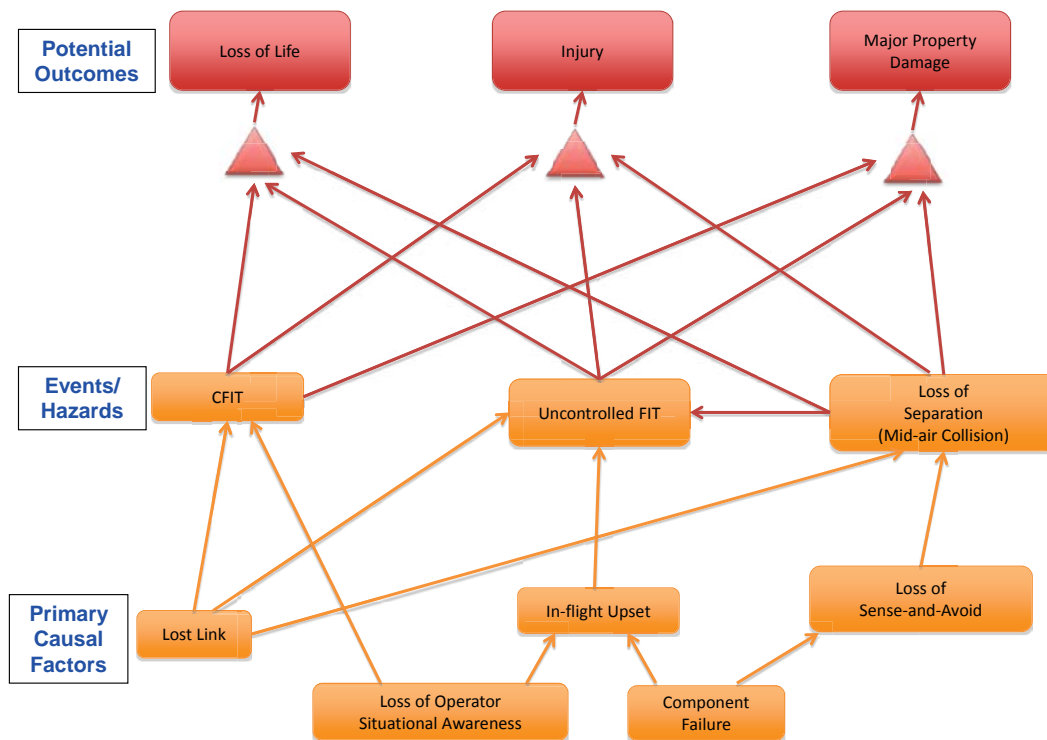 Potential
Outcomes
Loss of Life
Injury
Major Property
Damage
Events/
Hazards
CFIT
Uncontrolled FIT
Loss of
Separation
(Mid-air Collision)
Primary
Causal
Factors
Lost Link
In-flight Upset
Loss of
Sense-and-Avoid
Loss of Operator
Situational Awareness
Component
Failure